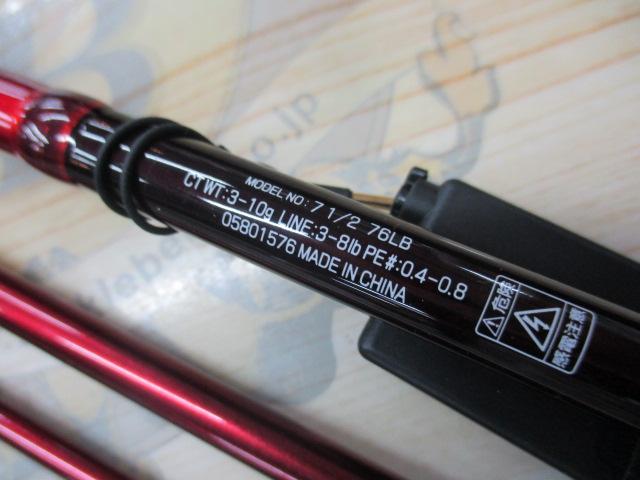 MODEL NO: 7 1/2 76LB
CT WT: 3-10g LINE: 3-8lb PE#: 0.4-0.8
05801576 MADE IN CHINA
危険
感電注意
o.jp